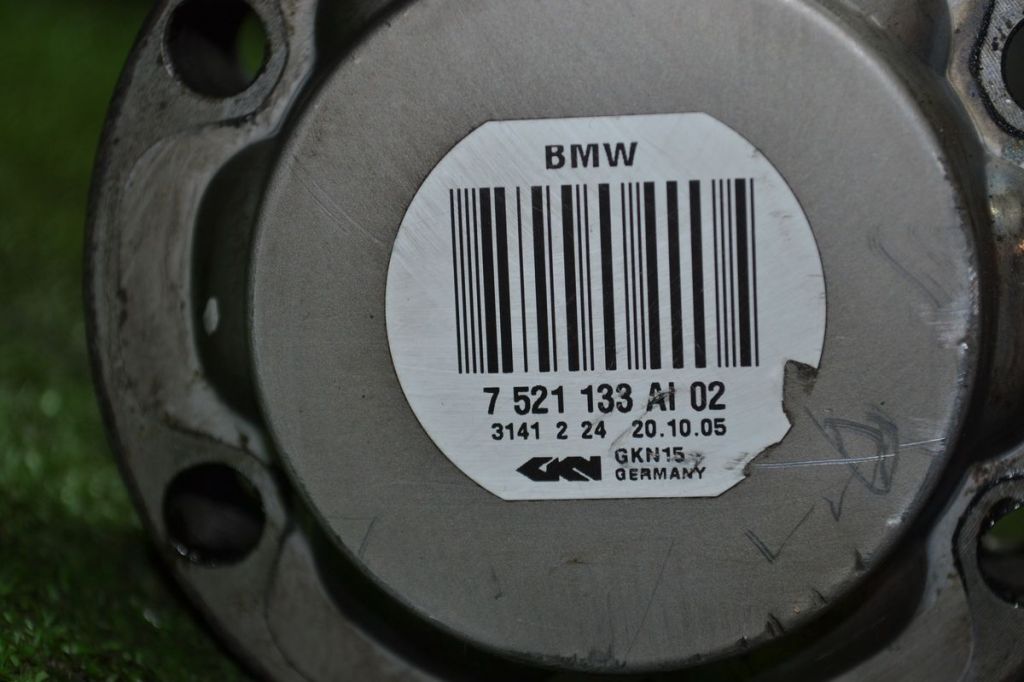 BMW
7 521 133 AI 02
3141 2 24 20.10.05
GKN GKN15
GERMANY